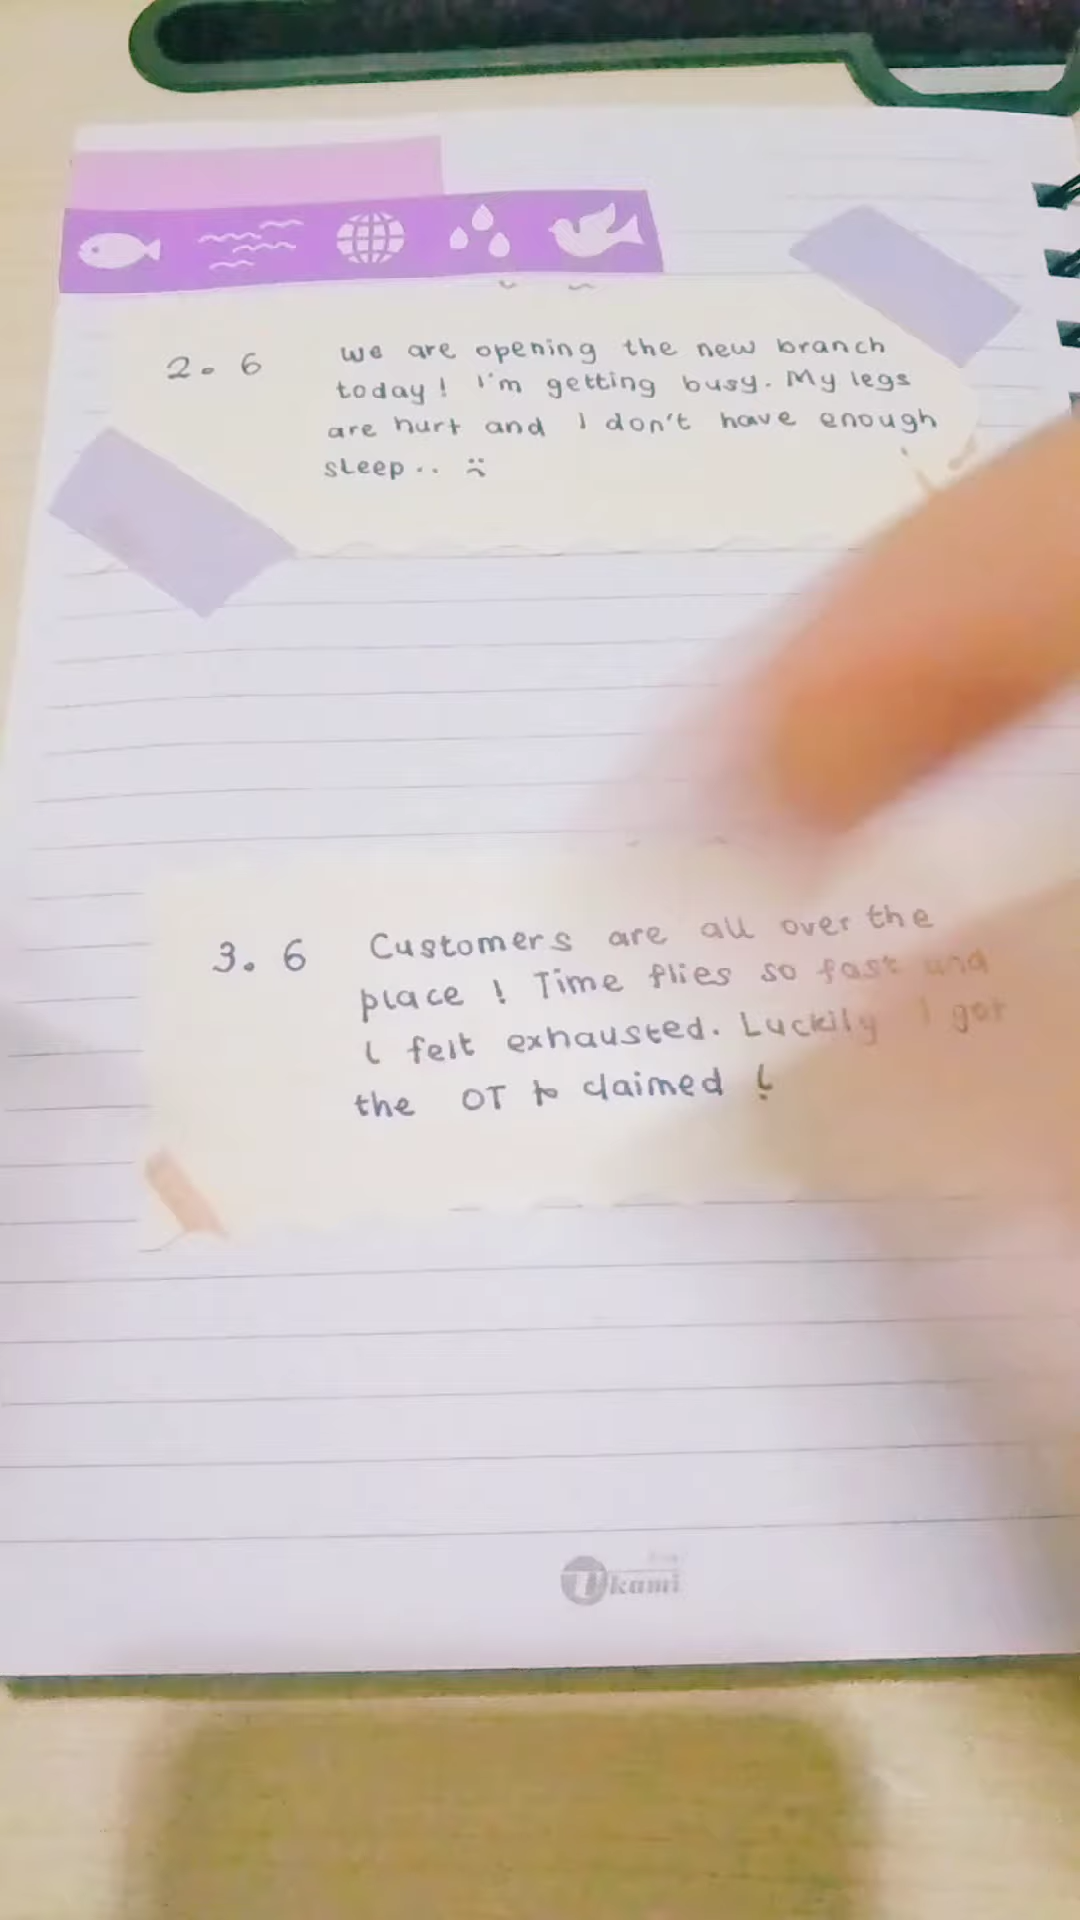 2. 6
we are opening the new branch
today! I'm getting busy. My legs
are hurt and I don't have enough
sleep.. :(
3. 6
Customers are all over the
place! Time flies so fast and
I felt exhausted. Luckily I got
the OT to claimed!
Ukami